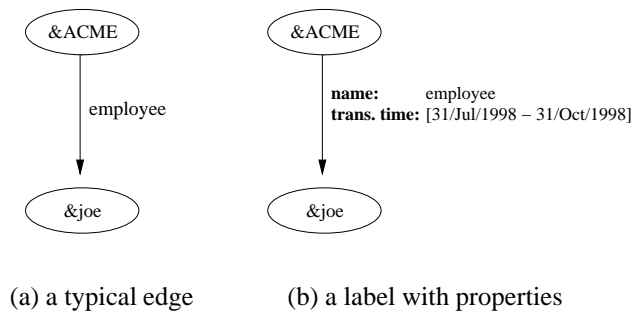 &ACME
employee
&joe
(a) a typical edge
&ACME
name: employee
trans. time: [31/Jul/1998 – 31/Oct/1998]
&joe
(b) a label with properties